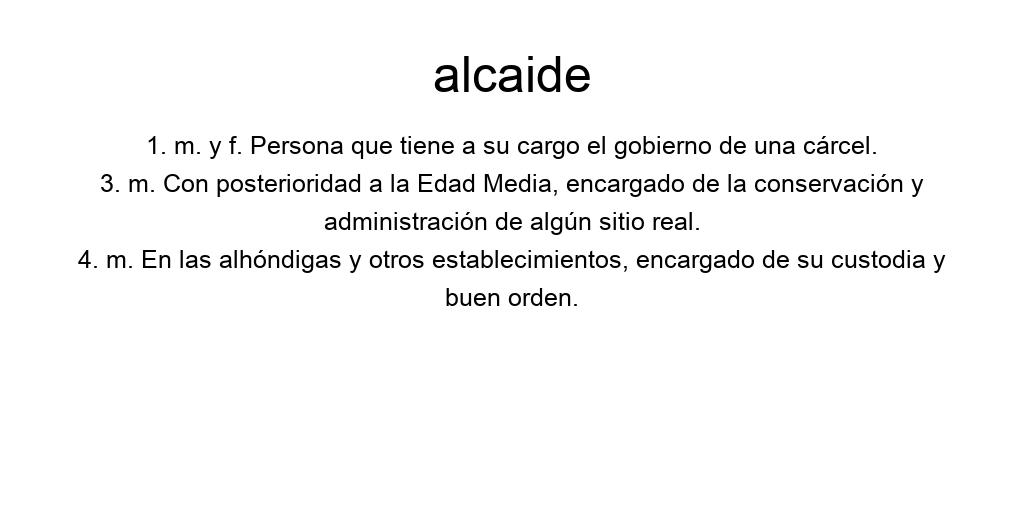 alcaide
1. m. y f. Persona que tiene a su cargo el gobierno de una cárcel.
3. m. Con posterioridad a la Edad Media, encargado de la conservación y
administración de algún sitio real.
4. m. En las alhóndigas y otros establecimientos, encargado de su custodia y
buen orden.